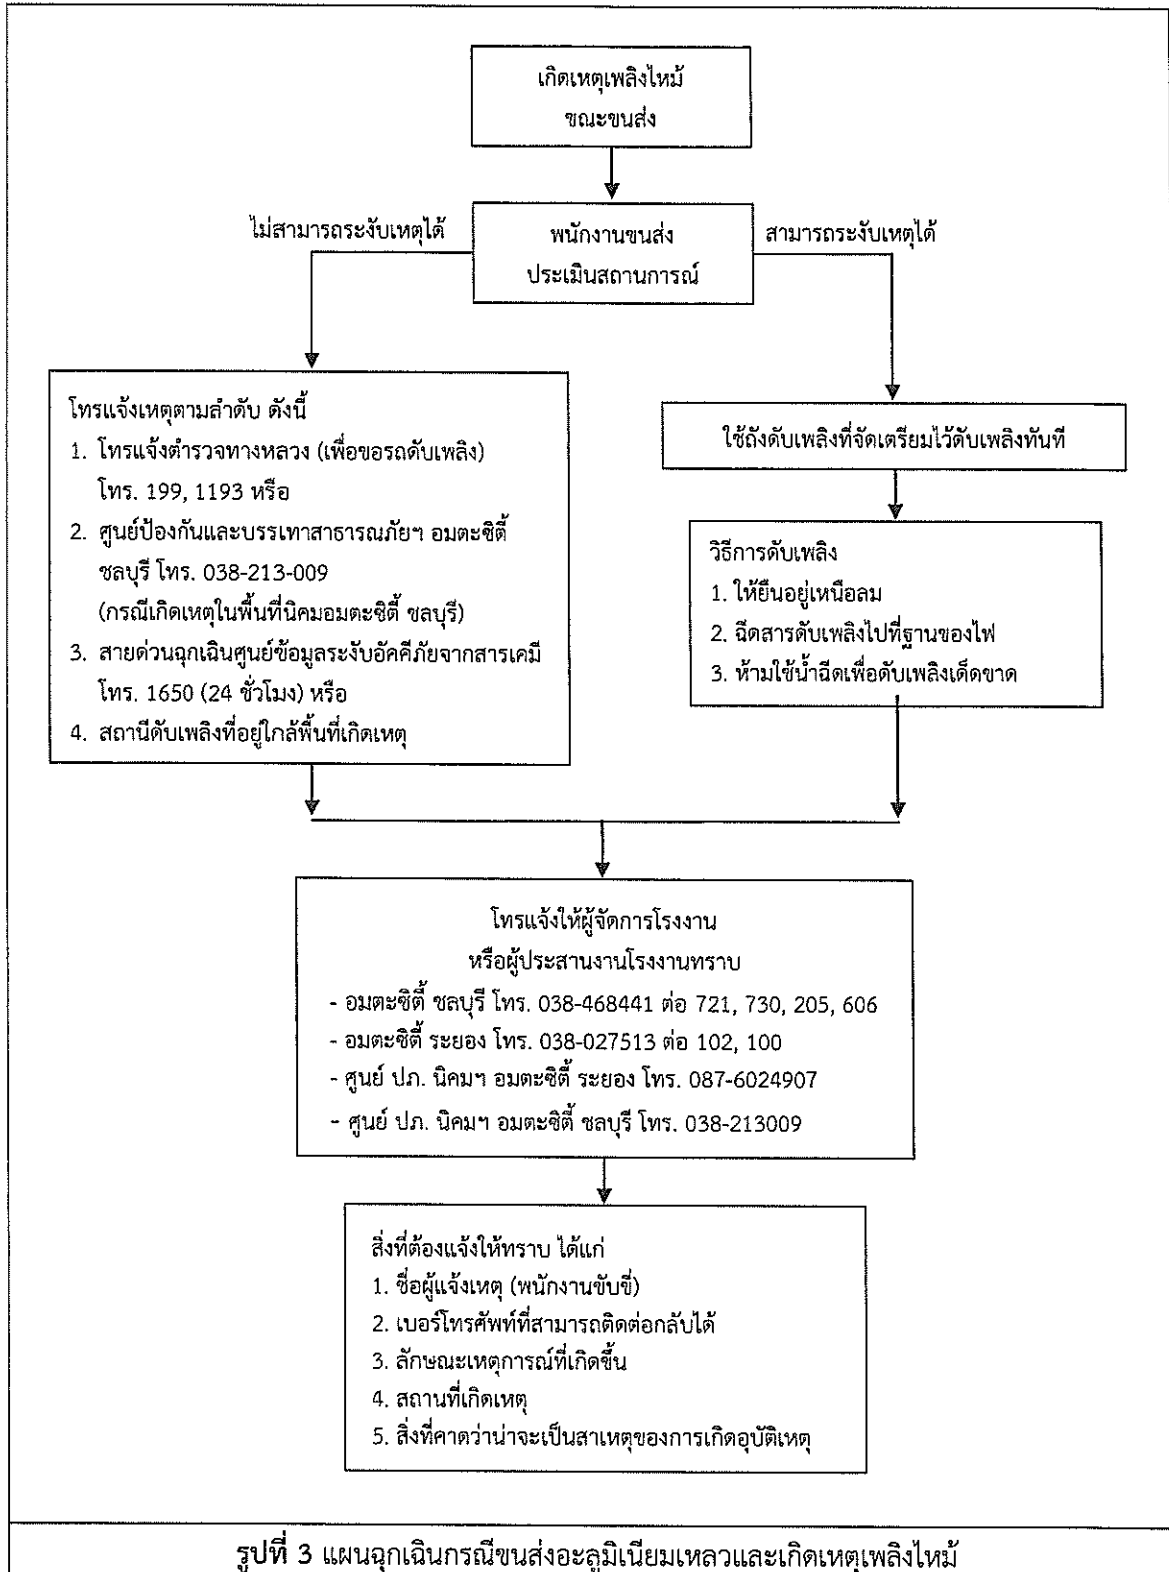 เกิดเหตุเพลิงไหม้
ขณะขนส่ง
ไม่สามารถระงับเหตุได้
พนักงานขนส่ง
ประเมินสถานการณ์
สามารถระงับเหตุได้
โทรแจ้งเหตุตามลำดับ ดังนี้
1. โทรแจ้งตำรวจทางหลวง (เพื่อขอรถดับเพลิง)
โทร. 199, 1193 หรือ
2. ศูนย์ป้องกันและบรรเทาสาธารณภัยฯ อมตะซิตี้
ชลบุรี โทร. 038-213-009
(กรณีเกิดเหตุในพื้นที่นิคมอมตะซิตี้ ชลบุรี)
3. สายด่วนฉุกเฉินศูนย์ข้อมูลระงับอัคคีภัยจากสารเคมี
โทร. 1650 (24 ชั่วโมง) หรือ
4. สถานีดับเพลิงที่อยู่ใกล้พื้นที่เกิดเหตุ
ใช้ถังดับเพลิงที่จัดเตรียมไว้ดับเพลิงทันที
วิธีการดับเพลิง
1. ให้ยืนอยู่เหนือลม
2. ฉีดสารดับเพลิงไปที่ฐานของไฟ
3. ห้ามใช้น้ำฉีดเพื่อดับเพลิงเด็ดขาด
โทรแจ้งให้ผู้จัดการโรงงาน
หรือผู้ประสานงานโรงงานทราบ
- อมตะซิตี้ ชลบุรี โทร. 038-468441 ต่อ 721, 730, 205, 606
- อมตะซิตี้ ระยอง โทร. 038-027513 ต่อ 102, 100
- ศูนย์ ปภ. นิคมฯ อมตะซิตี้ ระยอง โทร. 087-6024907
- ศูนย์ ปภ. นิคมฯ อมตะซิตี้ ชลบุรี โทร. 038-213009
สิ่งที่ต้องแจ้งให้ทราบ ได้แก่
1. ชื่อผู้แจ้งเหตุ (พนักงานขับขี่)
2. เบอร์โทรศัพท์ที่สามารถติดต่อกลับได้
3. ลักษณะเหตุการณ์ที่เกิดขึ้น
4. สถานที่เกิดเหตุ
5. สิ่งที่คาดว่าน่าจะเป็นสาเหตุของการเกิดอุบัติเหตุ
รูปที่ 3 แผนฉุกเฉินกรณีขนส่งอะลูมิเนียมเหลวและเกิดเหตุเพลิงไหม้